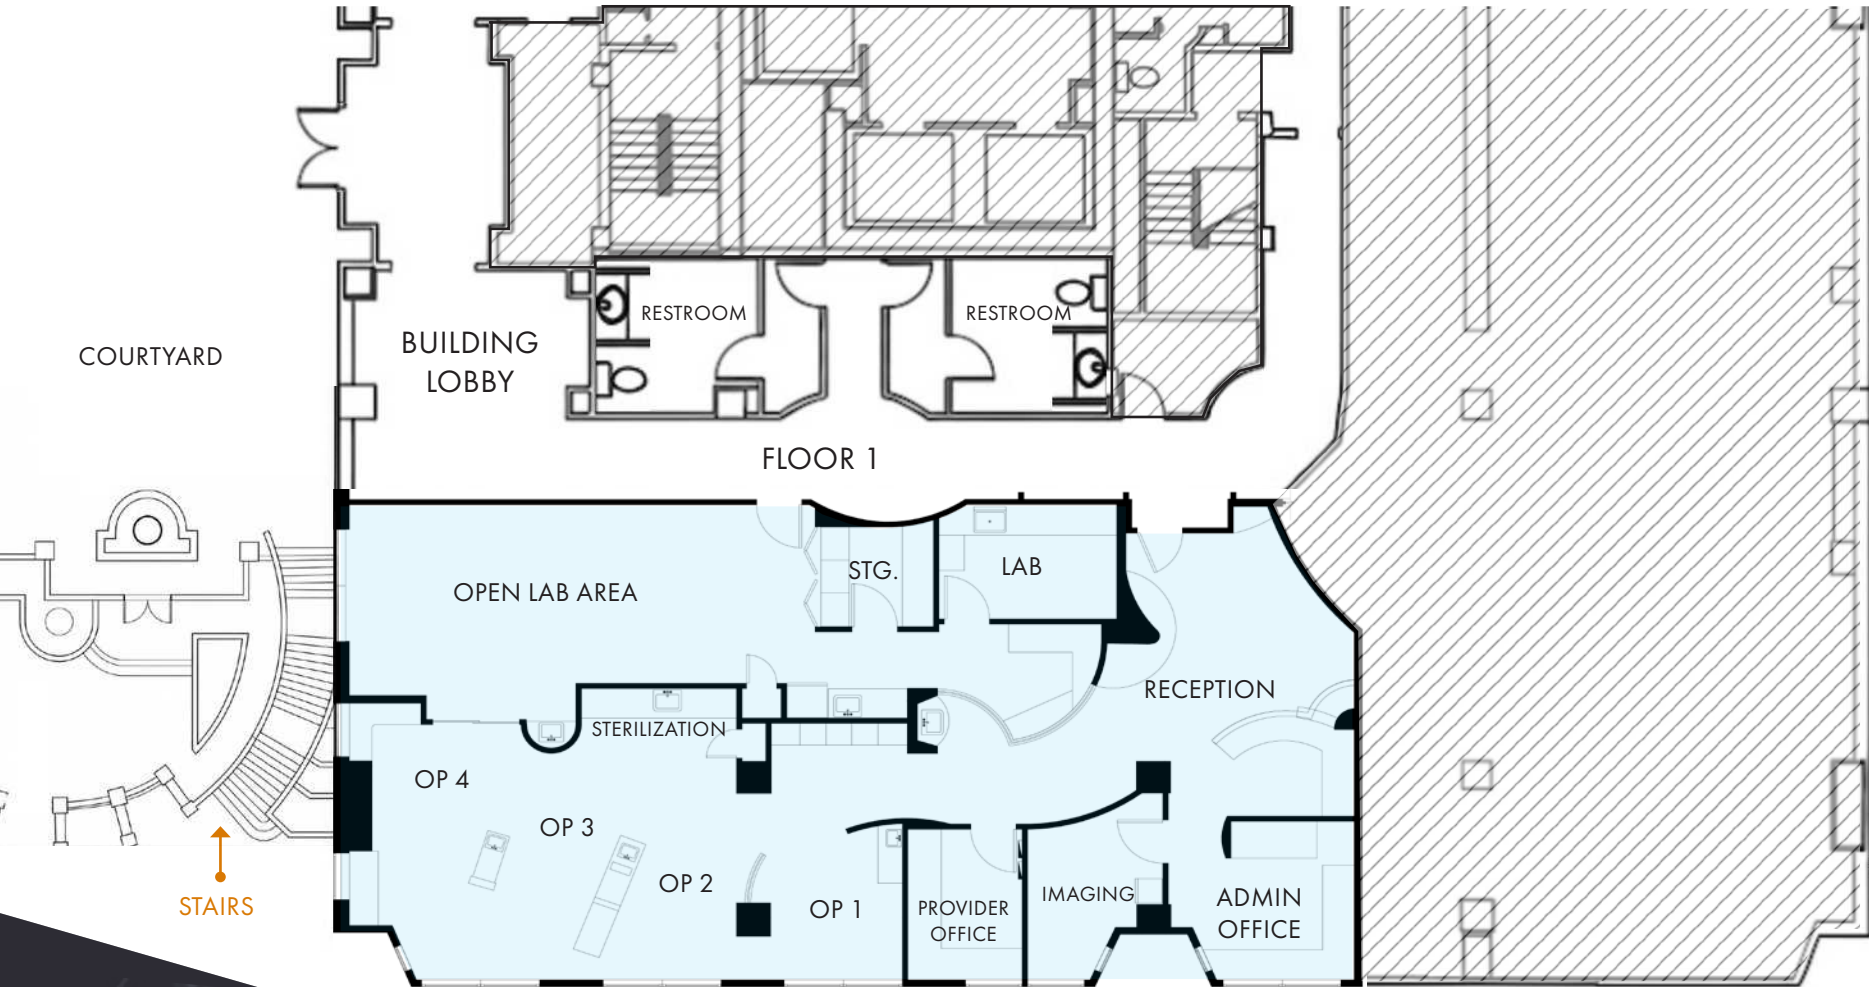 RESTROOM
RESTROOM
BUILDING
LOBBY
COURTYARD
FLOOR 1
STG.
LAB
OPEN LAB AREA
RECEPTION
STERILIZATION
OP 4
OP 3
OP 2
OP 1
IMAGING
PROVIDER
OFFICE
ADMIN
OFFICE
STAIRS